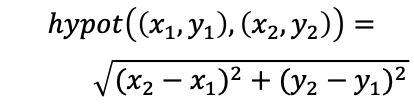 hypot((x₁, y₁), (x₂, y₂)) =
√(x₂ − x₁)² + (y₂ − y₁)²